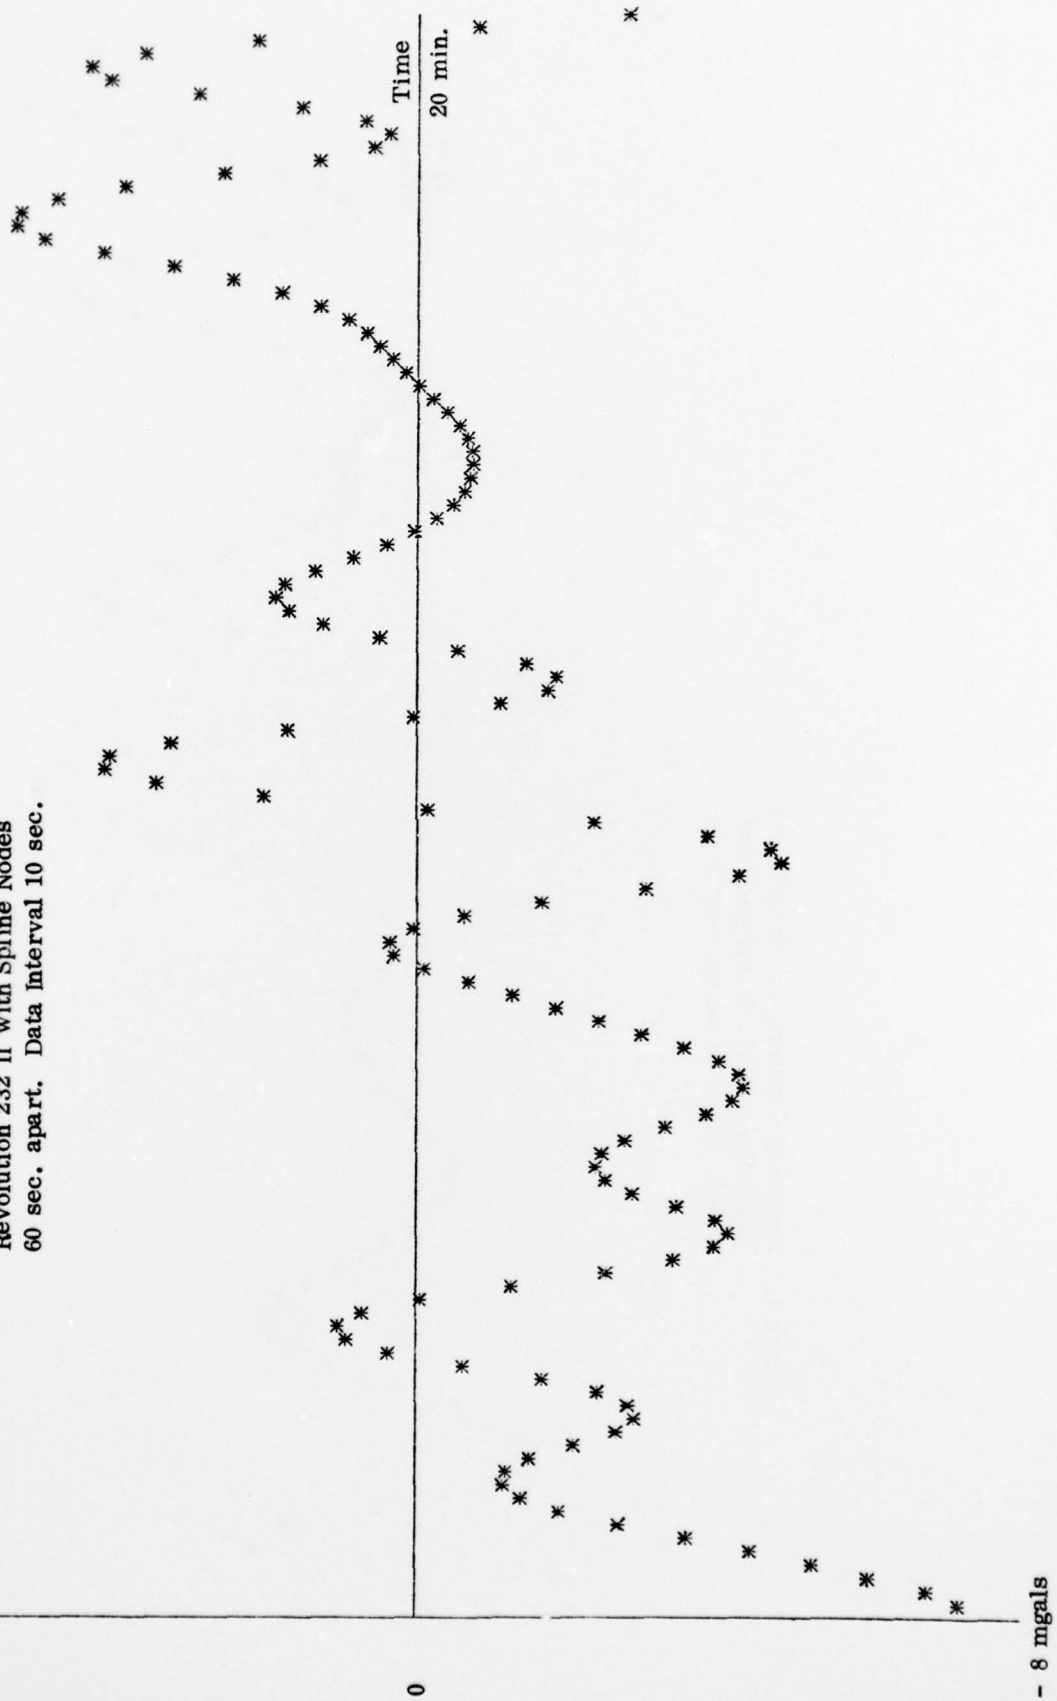 Revolution 232 II with Spline Nodes
60 sec. apart. Data Interval 10 sec.
Time
20 min.
0
- 8 mgals